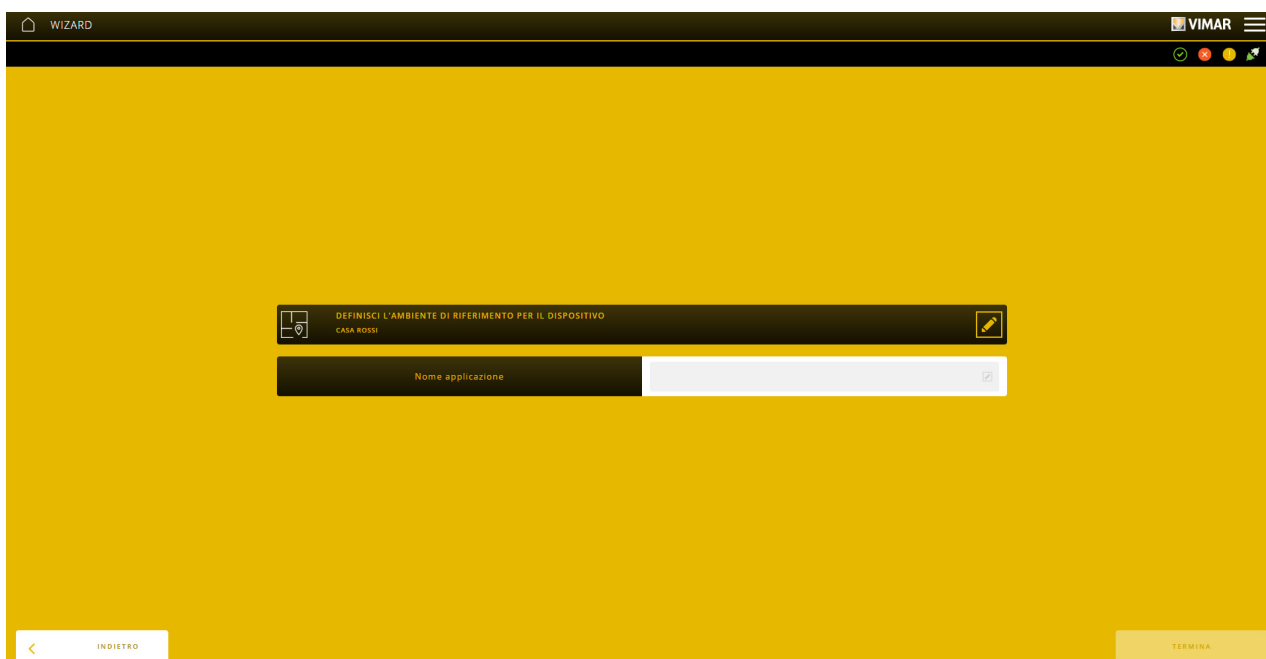 WIZARD
VIMAR
DEFINISCI L'AMBIENTE DI RIFERIMENTO PER IL DISPOSITIVO
CASA ROSSI
Nome applicazione
INDIETRO
TERMINA